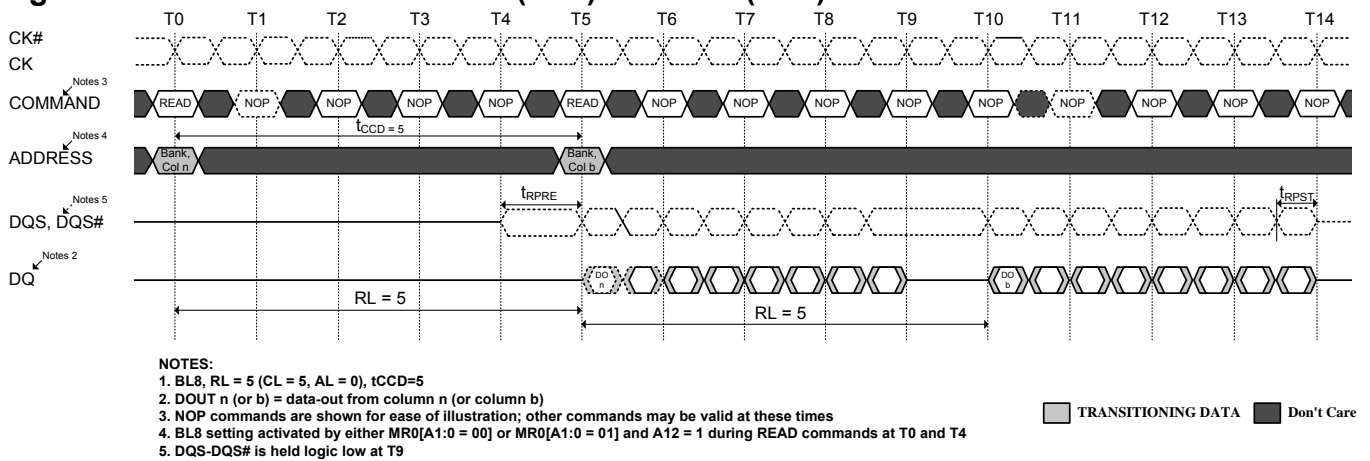 T0 T1 T2 T3 T4 T5 T6 T7 T8 T9 T10 T11 T12 T13 T14
CK#
CK
Notes 3
COMMAND READ NOP NOP NOP NOP READ NOP NOP NOP NOP NOP NOP NOP NOP NOP
tCCD = 5
Notes 4
ADDRESS Bank, Col n Bank, Col b
tRPRE tRPST
Notes 5
DQS, DQS#
Notes 2
DQ DO n DO b
RL = 5 RL = 5
NOTES:
1. BL8, RL = 5 (CL = 5, AL = 0), tCCD=5
2. DOUT n (or b) = data-out from column n (or column b)
3. NOP commands are shown for ease of illustration; other commands may be valid at these times
4. BL8 setting activated by either MR0[A1:0 = 00] or MR0[A1:0 = 01] and A12 = 1 during READ commands at T0 and T4
5. DQS-DQS# is held logic low at T9
TRANSITIONING DATA Don't Care